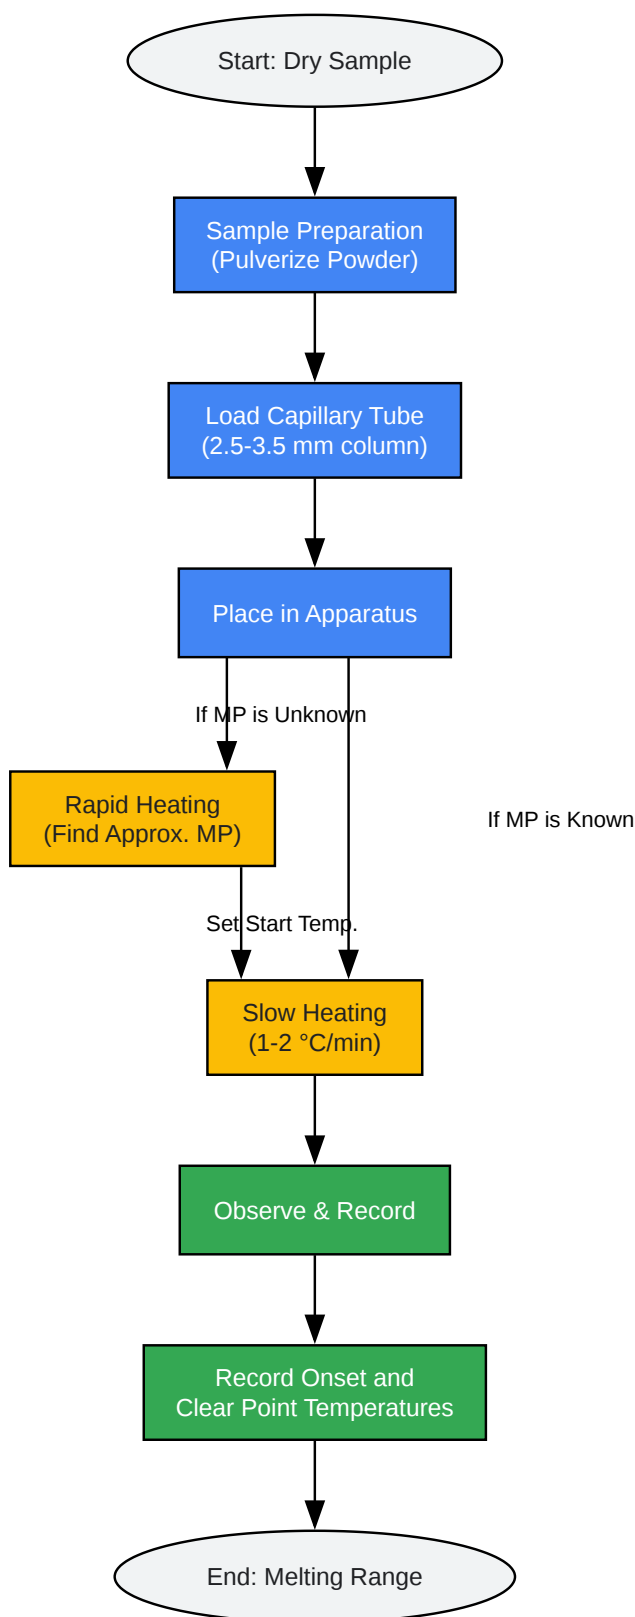 Start: Dry Sample
Sample Preparation
(Pulverize Powder)
Load Capillary Tube
(2.5-3.5 mm column)
Place in Apparatus
If MP is Unknown
Rapid Heating
(Find Approx. MP)
If MP is Known
Set Start Temp.
Slow Heating
(1-2 °C/min)
Observe & Record
Record Onset and
Clear Point Temperatures
End: Melting Range